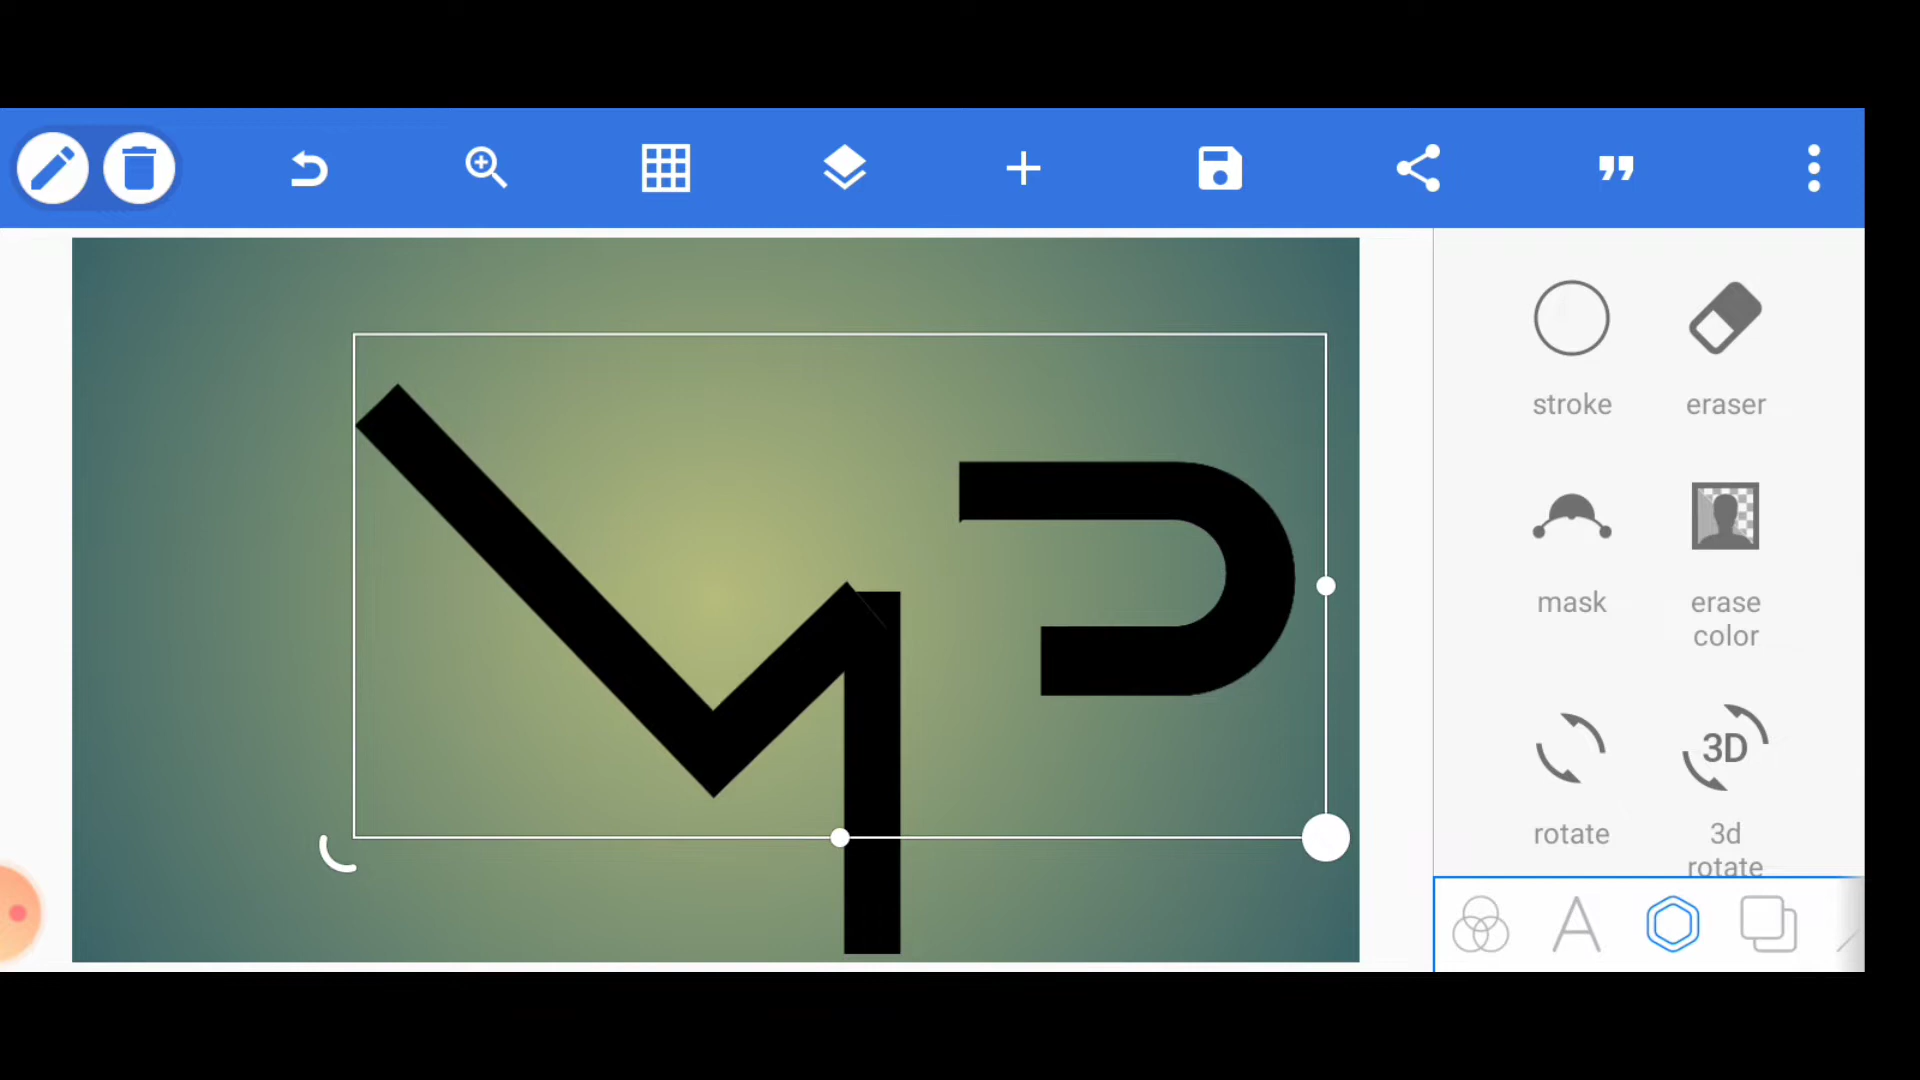 stroke
eraser
mask
erase
color
3D
rotate
3d
rotate